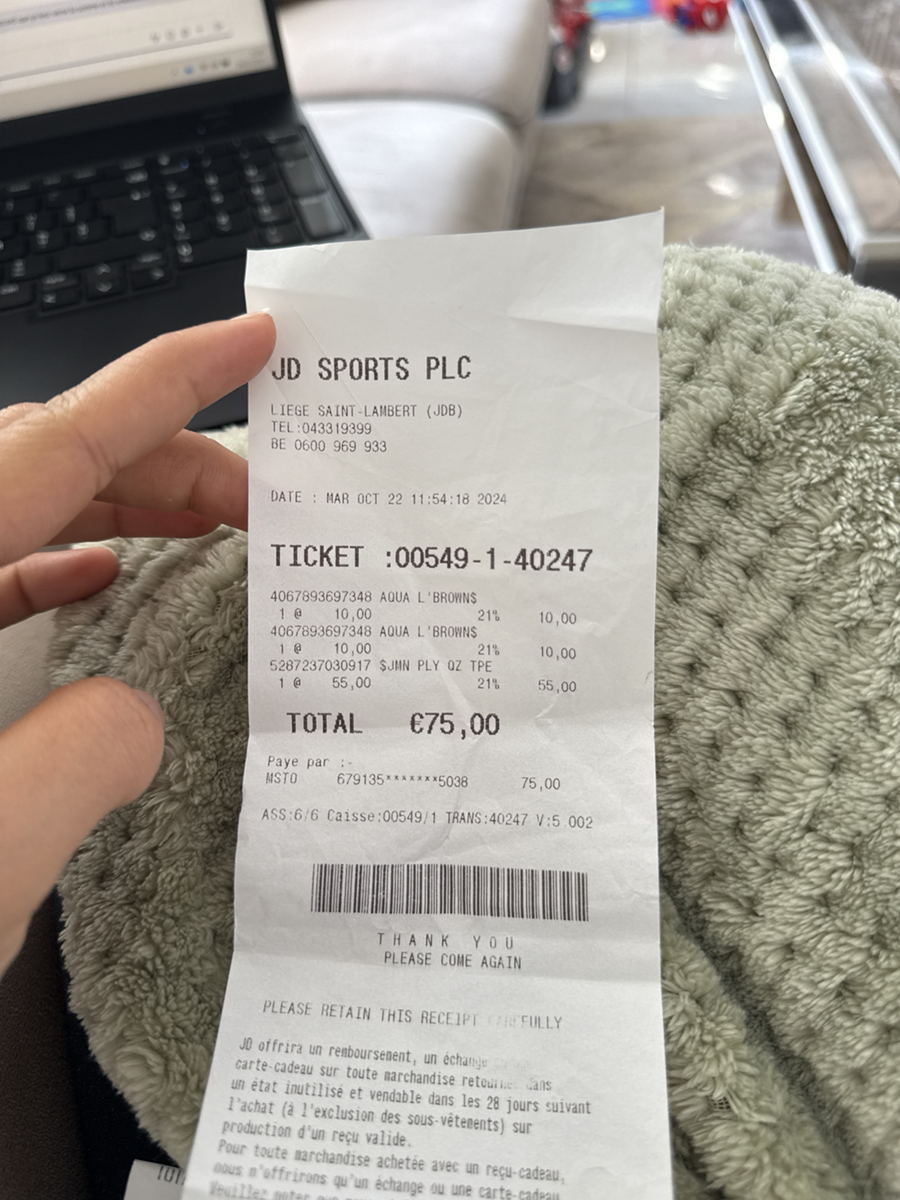 JD SPORTS PLC
LIEGE SAINT-LAMBERT (JDB)
TEL:043319399
BE 0600 969 933
DATE : MAR OCT 22 11:54:18 2024
TICKET :00549-1-40247
4067893697348 AQUA L'BROWN$
1 @ 10,00 21% 10,00
4067893697348 AQUA L'BROWN$
1 @ 10,00 21% 10,00
5287237030917 $JMN PLY QZ TPE
1 @ 55,00 21% 55,00
TOTAL €75,00
Paye par :-
MSTO 679135*******5038 75,00
ASS:6/6 Caisse:00549/1 TRANS:40247 V:5.002
THANK YOU
PLEASE COME AGAIN
PLEASE RETAIN THIS RECEIPT CAREFULLY
JD offrira un remboursement, un échange
carte-cadeau sur toute marchandise retournée dans
un état inutilisé et vendable dans les 28 jours suivant
l'achat (à l'exclusion des sous-vêtements) sur
production d'un reçu valide.
Pour toute marchandise achetée avec un reçu-cadeau,
nous n'offrirons qu'un échange ou une carte-cadeau
Veuillez noter que